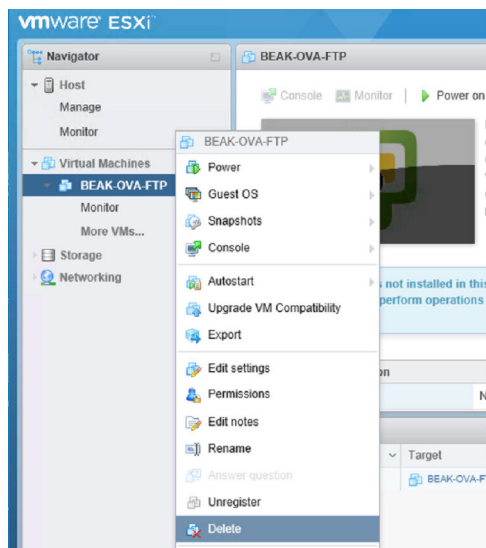 vmware ESXi
Navigator
Host
Manage
Monitor
Virtual Machines
BEAK-OVA-FTP
Monitor
More VMs...
Storage
Networking
BEAK-OVA-FTP
Console
Monitor
Power on
BEAK-OVA-FTP
Power
Guest OS
Snapshots
Console
Autostart
Upgrade VM Compatibility
Export
Edit settings
Permissions
Edit notes
Rename
Answer question
Unregister
Delete
not installed in this
perform operations
Target
BEAK-OVA-F